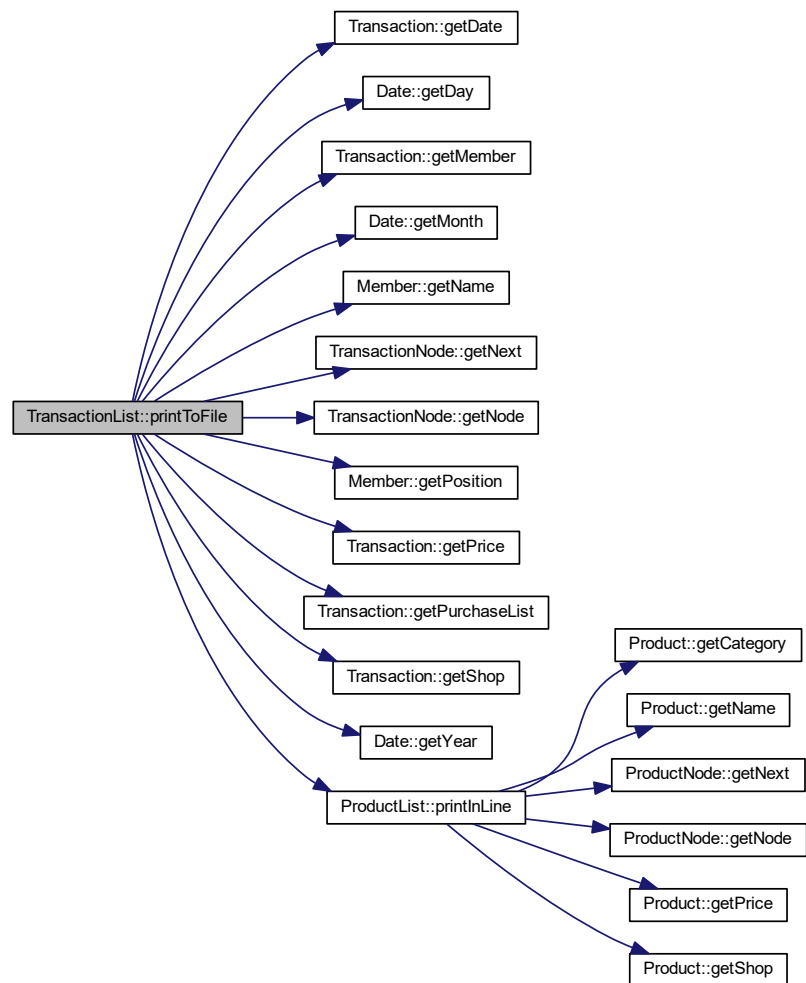 Transaction::getDate
Date::getDay
Transaction::getMember
Date::getMonth
Member::getName
TransactionNode::getNext
TransactionList::printToFile
TransactionNode::getNode
Member::getPosition
Transaction::getPrice
Transaction::getPurchaseList
Transaction::getShop
Date::getYear
ProductList::printInLine
Product::getCategory
Product::getName
ProductNode::getNext
ProductNode::getNode
Product::getPrice
Product::getShop